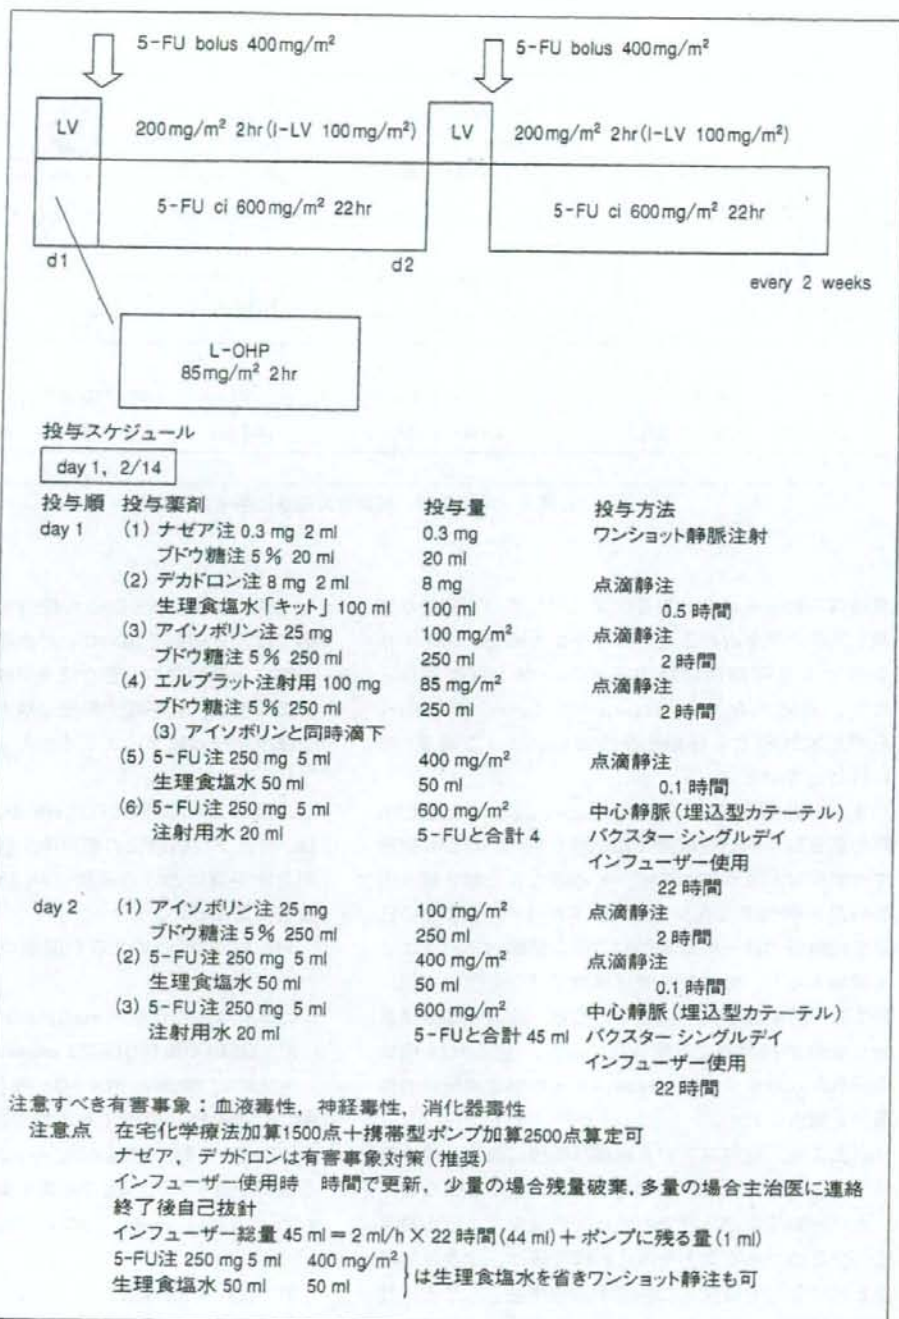 5-FU bolus 400mg/m²
5-FU bolus 400mg/m²
LV
200mg/m² 2hr(l-LV 100mg/m²)
LV
200mg/m² 2hr(l-LV 100mg/m²)
5-FU ci 600mg/m² 22hr
5-FU ci 600mg/m² 22hr
d1
d2
every 2 weeks
L-OHP
85mg/m² 2hr
投与スケジュール
day 1, 2/14
投与順 投与薬剤 投与量 投与方法
day 1 (1) ナゼア注 0.3 mg 2 ml 0.3 mg ワンショット静脈注射
ブドウ糖注 5% 20 ml 20 ml
(2) デカドロン注 8 mg 2 ml 8 mg 点滴静注
生理食塩水「キット」100 ml 100 ml 0.5 時間
(3) アイソボリン注 25 mg 100 mg/m² 点滴静注
ブドウ糖注 5% 250 ml 250 ml 2 時間
(4) エルプラット注射用 100 mg 85 mg/m² 点滴静注
ブドウ糖注 5% 250 ml 250 ml 2 時間
(3) アイソボリンと同時滴下
(5) 5-FU注 250 mg 5 ml 400 mg/m² 点滴静注
生理食塩水 50 ml 50 ml 0.1 時間
(6) 5-FU注 250 mg 5 ml 600 mg/m² 中心静脈(埋込型カテーテル)
注射用水 20 ml 5-FUと合計 4 バクスター シングルデイ
インフューザー使用
22 時間
day 2 (1) アイソボリン注 25 mg 100 mg/m² 点滴静注
ブドウ糖注 5% 250 ml 250 ml 2 時間
(2) 5-FU注 250 mg 5 ml 400 mg/m² 点滴静注
生理食塩水 50 ml 50 ml 0.1 時間
(3) 5-FU注 250 mg 5 ml 600 mg/m² 中心静脈(埋込型カテーテル)
注射用水 20 ml 5-FUと合計 45 ml バクスター シングルデイ
インフューザー使用
22 時間
注意すべき有害事象:血液毒性,神経毒性,消化器毒性
注意点 在宅化学療法加算1500点+携帯型ポンプ加算2500点算定可
ナゼア,デカドロンは有害事象対策(推奨)
インフューザー使用時 時間で更新,少量の場合残量破棄,多量の場合主治医に連絡
終了後自己抜針
インフューザー総量 45 ml = 2 ml/h × 22 時間(44 ml) + ポンプに残る量(1 ml)
5-FU注 250 mg 5 ml 400 mg/m²
生理食塩水 50 ml 50 ml
}は生理食塩水を省きワンショット静注も可